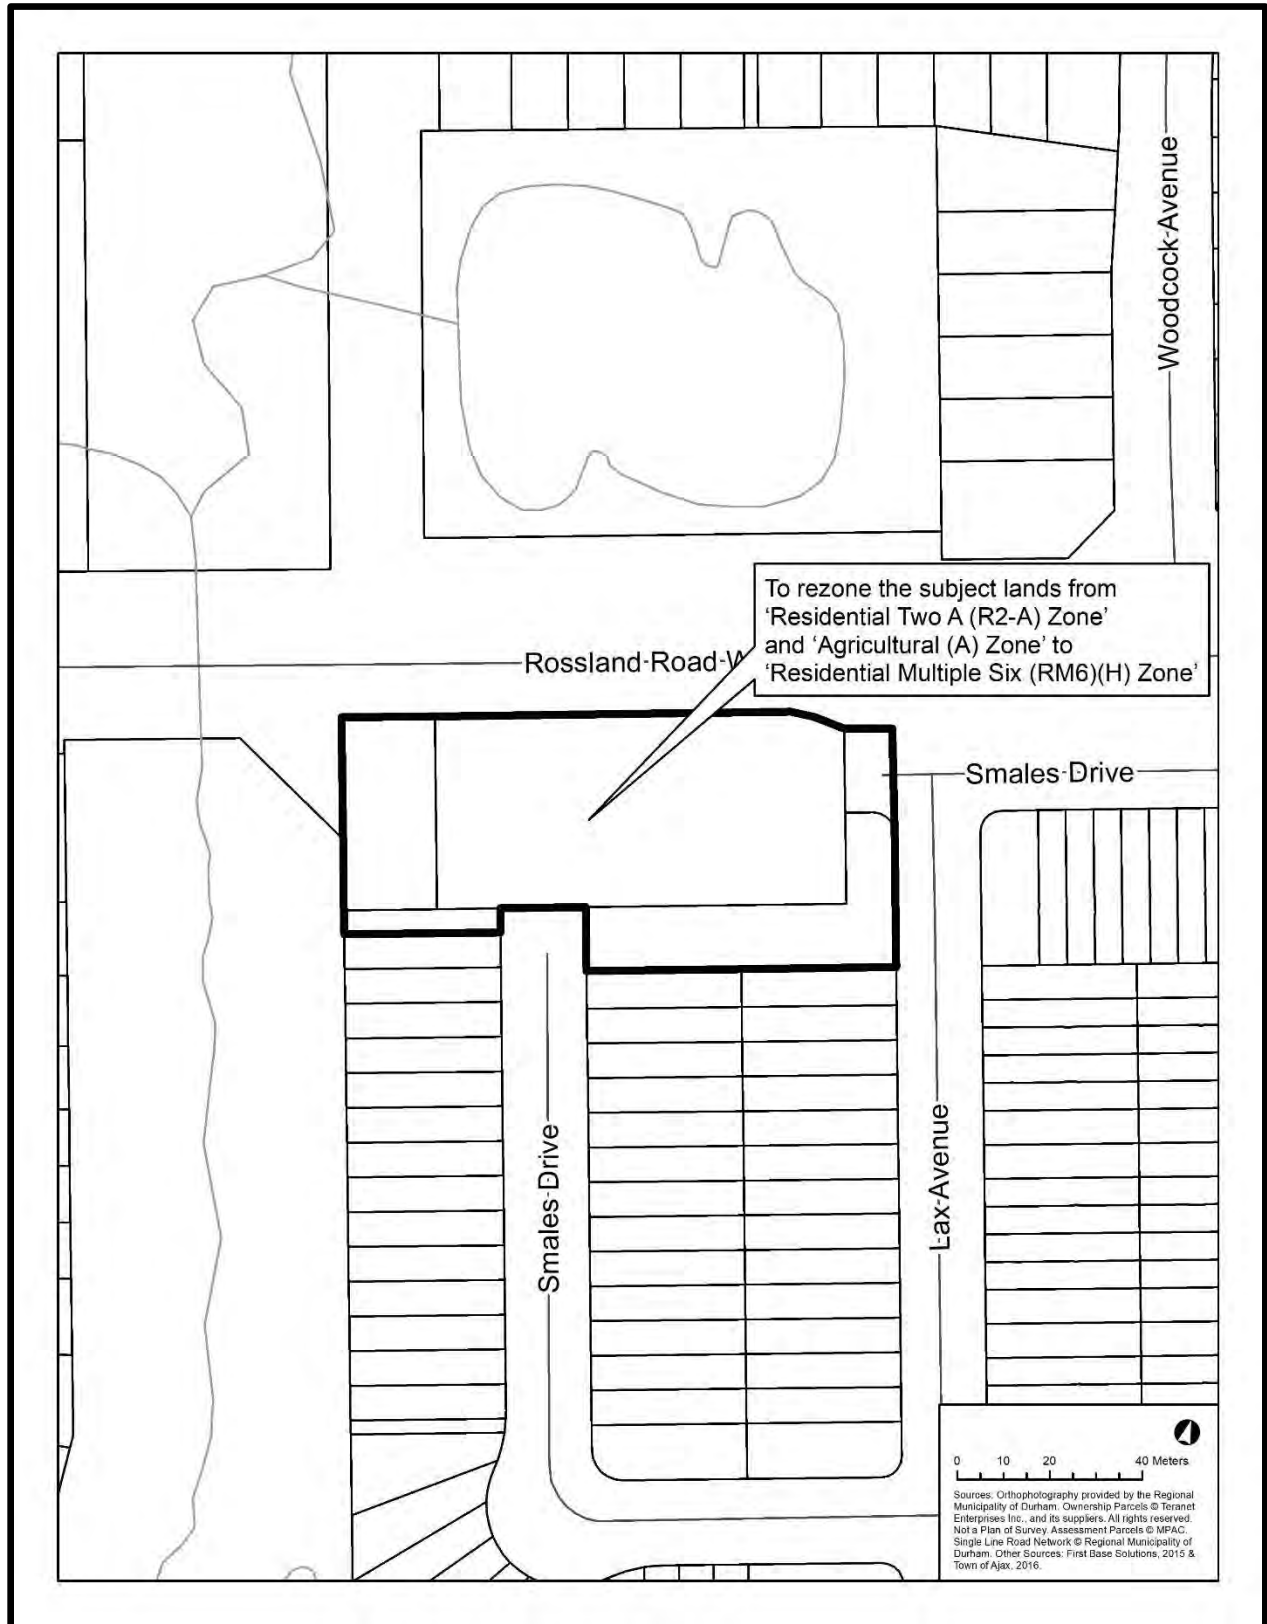 Woodcock-Avenue
To rezone the subject lands from
‘Residential Two A (R2-A) Zone’
and ‘Agricultural (A) Zone’ to
‘Residential Multiple Six (RM6)(H) Zone’
Rossland-Road-W
Smales-Drive
Smales-Drive
Lax-Avenue
0 10 20 40 Meters
Sources: Orthophotography provided by the Regional
Municipality of Durham. Ownership Parcels © Teranet
Enterprises Inc., and its suppliers. All rights reserved.
Not a Plan of Survey. Assessment Parcels © MPAC.
Single Line Road Network © Regional Municipality of
Durham. Other Sources: First Base Solutions, 2015 &
Town of Ajax, 2016.